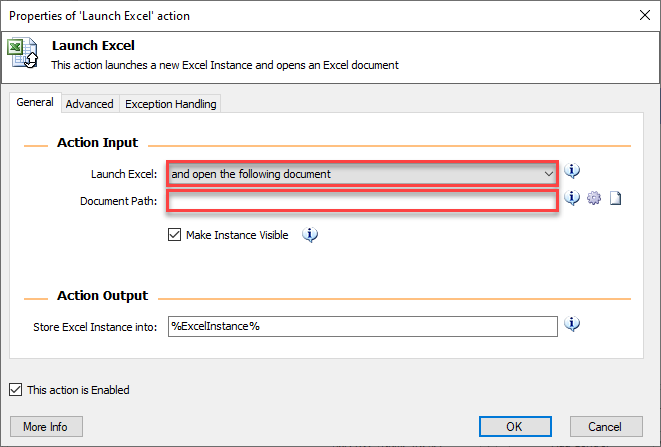 Properties of 'Launch Excel' action
Launch Excel
This action launches a new Excel Instance and opens an Excel document
General Advanced Exception Handling
Action Input
Launch Excel: and open the following document
Document Path:
Make Instance Visible
Action Output
Store Excel Instance into: %ExcelInstance%
This action is Enabled
More Info OK Cancel